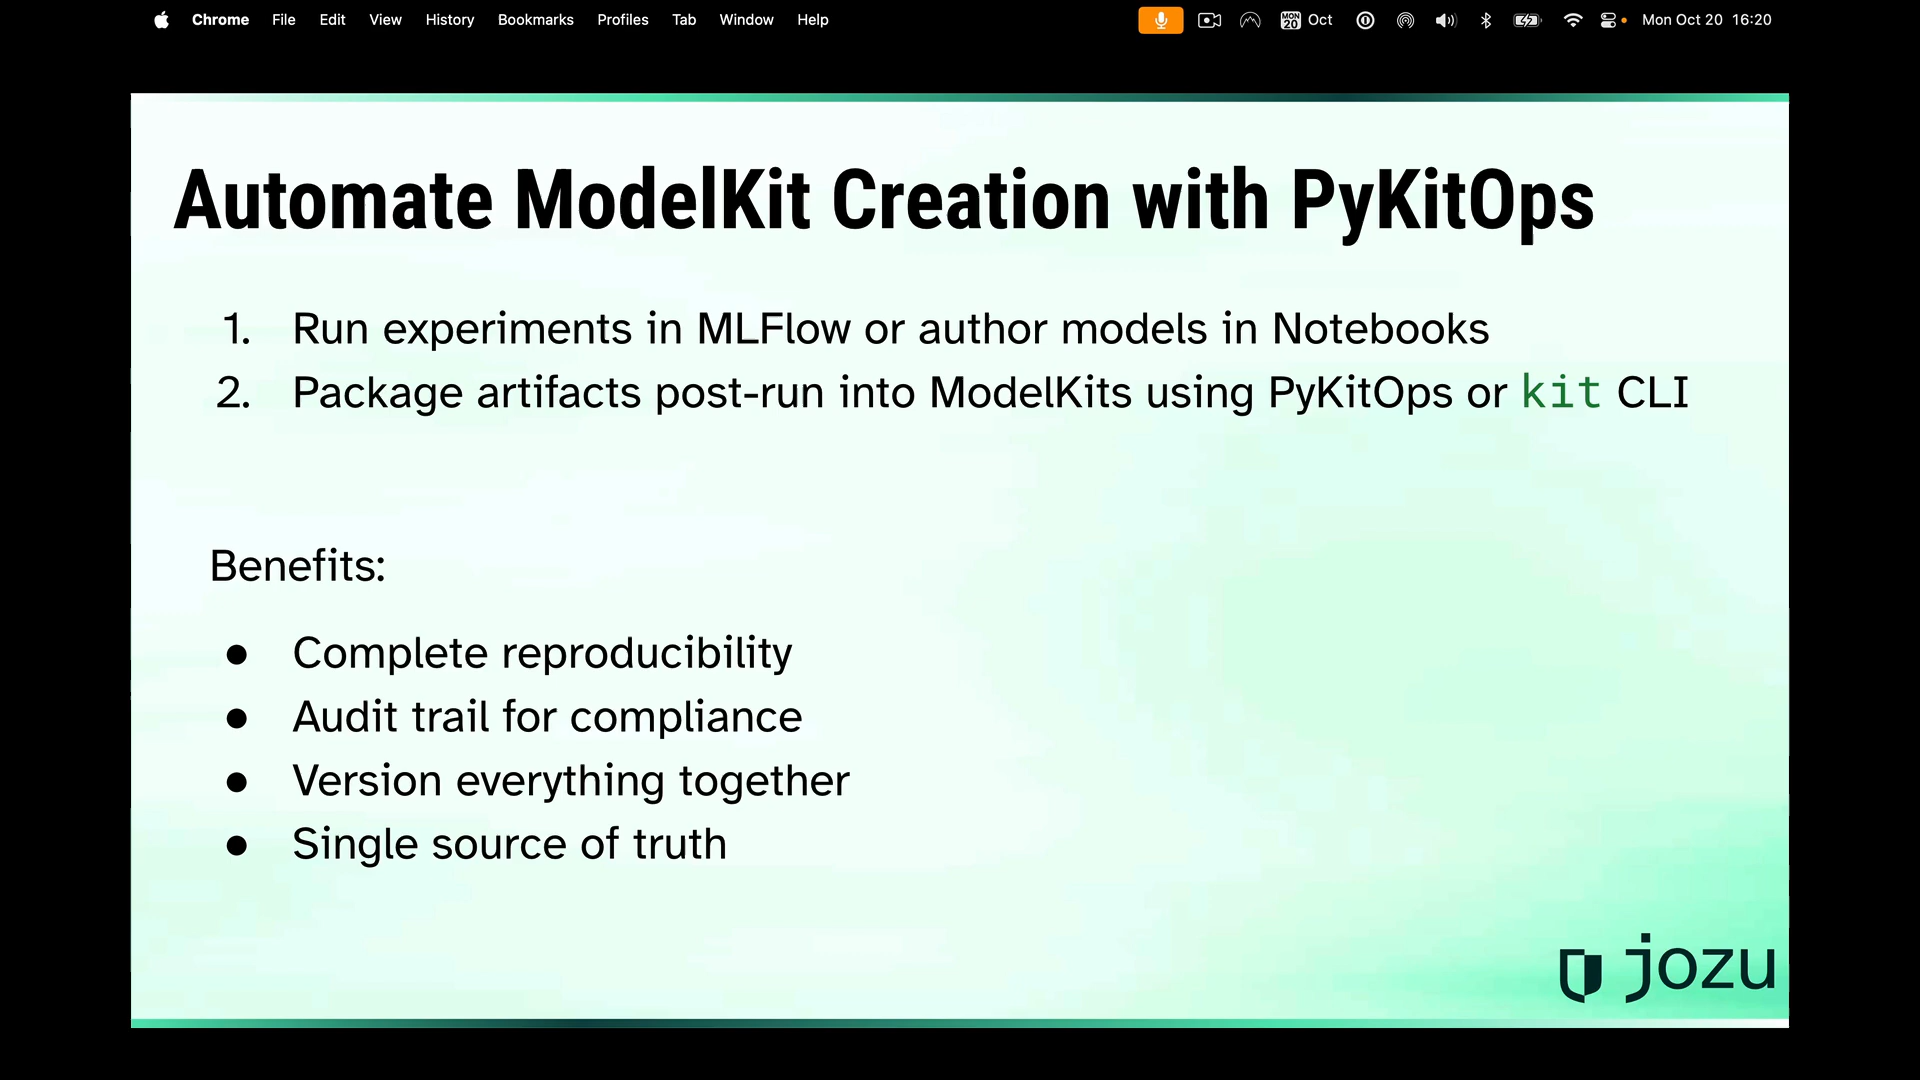 Chrome File Edit View History Bookmarks Profiles Tab Window Help MON 20 Oct Mon Oct 20 16:20
Automate ModelKit Creation with PyKitOps
1. Run experiments in MLFlow or author models in Notebooks
2. Package artifacts post-run into ModelKits using PyKitOps or kit CLI
Benefits:
● Complete reproducibility
● Audit trail for compliance
● Version everything together
● Single source of truth
jozu